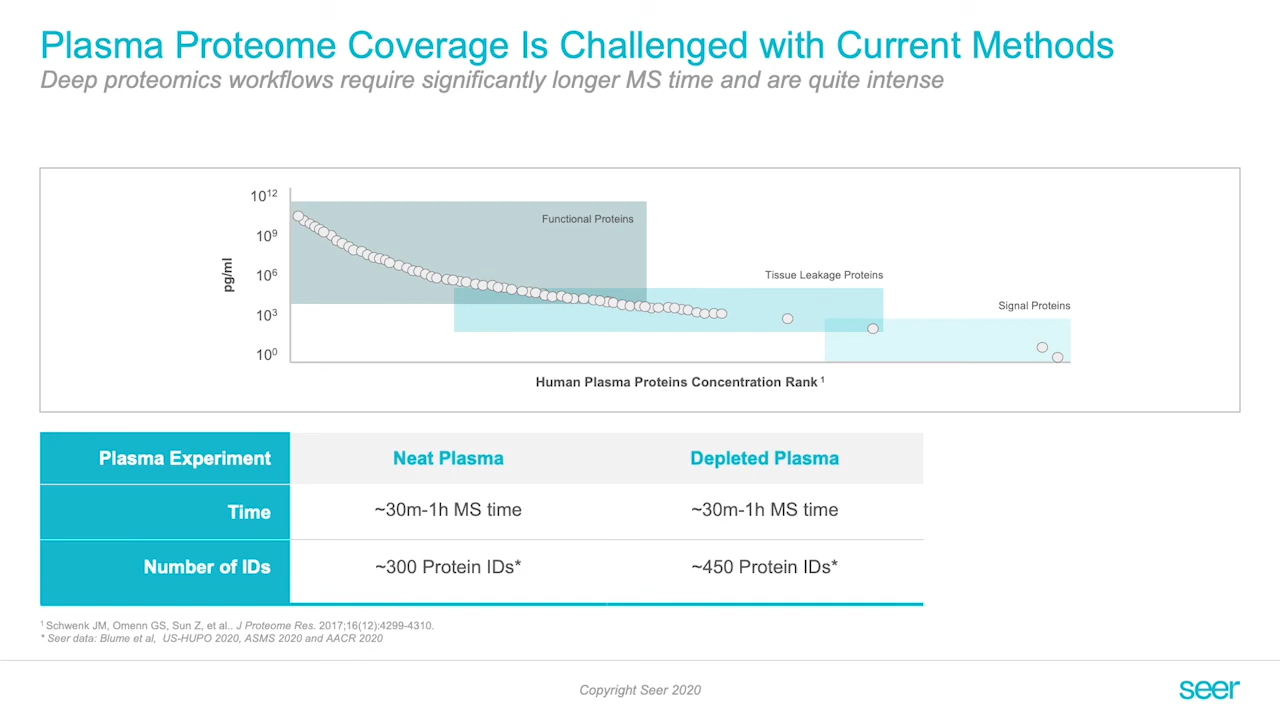 Plasma Proteome Coverage Is Challenged with Current Methods
Deep proteomics workflows require significantly longer MS time and are quite intense
10¹²
10⁹
10⁶
10³
10⁰
pg/ml
Functional Proteins
Tissue Leakage Proteins
Signal Proteins
Human Plasma Proteins Concentration Rank ¹
Plasma Experiment Neat Plasma Depleted Plasma
Time ~30m-1h MS time ~30m-1h MS time
Number of IDs ~300 Protein IDs* ~450 Protein IDs*
¹ Schwenk JM, Omenn GS, Sun Z, et al.. J Proteome Res. 2017;16(12):4299-4310.
* Seer data: Blume et al, US-HUPO 2020, ASMS 2020 and AACR 2020
Copyright Seer 2020
seer